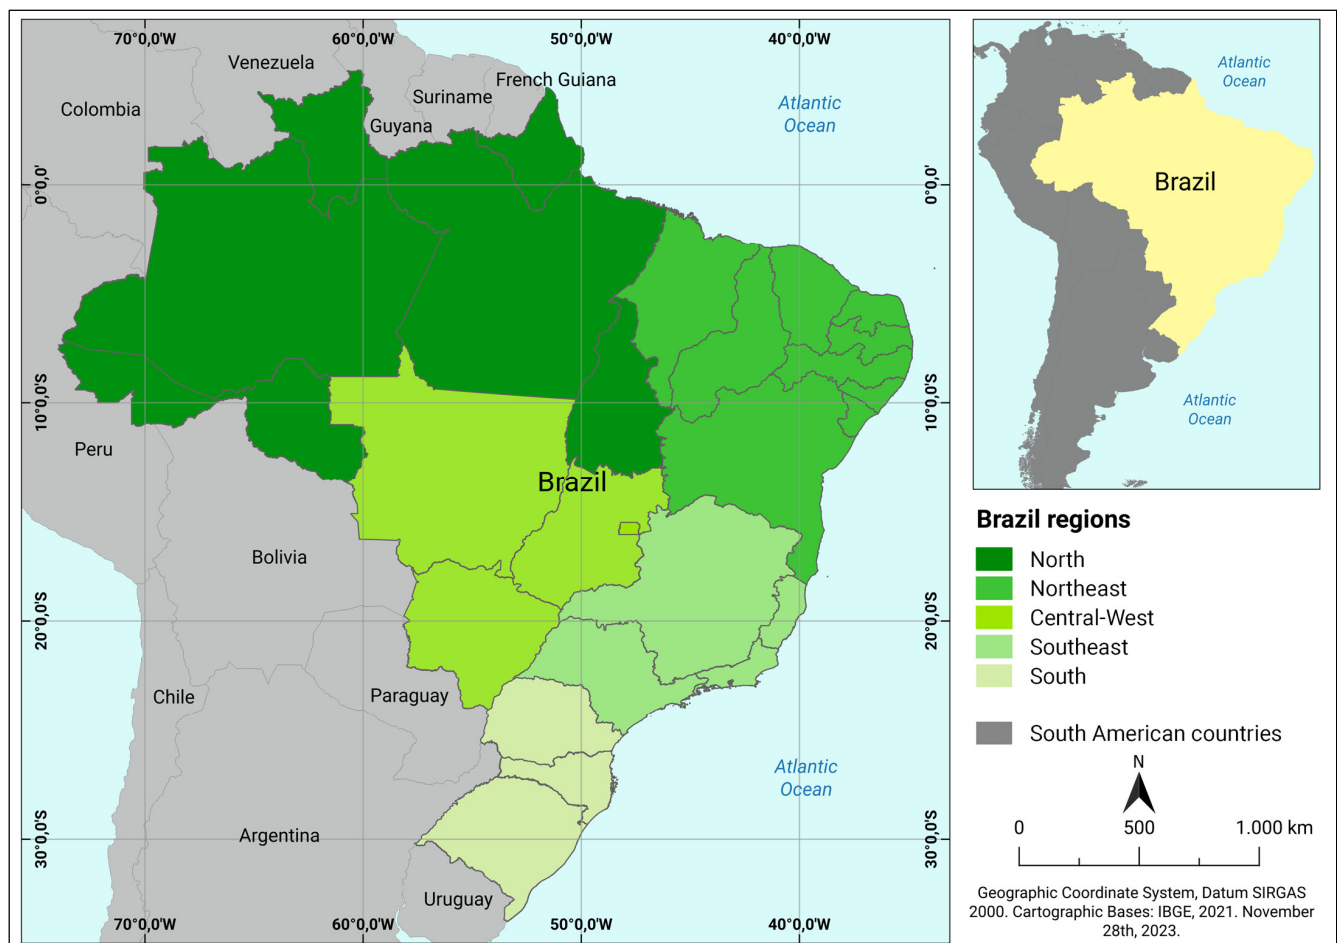 70°0,0'W 60°0,0'W 50°0,0'W 40°0,0'W
Venezuela
Colombia
French Guiana
Suriname
Guyana
Atlantic
Ocean
0°0,0'
0°0,0'
10°0,0'S
10°0,0'S
Peru
Brazil
Bolivia
20°0,0'S
20°0,0'S
Chile
Paraguay
Atlantic
Ocean
Argentina
30°0,0'S
30°0,0'S
Uruguay
70°0,0'W 60°0,0'W 50°0,0'W 40°0,0'W
Atlantic
Ocean
Brazil
Atlantic
Ocean
Brazil regions
North
Northeast
Central-West
Southeast
South
South American countries
N
0 500 1.000 km
Geographic Coordinate System, Datum SIRGAS
2000. Cartographic Bases: IBGE, 2021. November
28th, 2023.